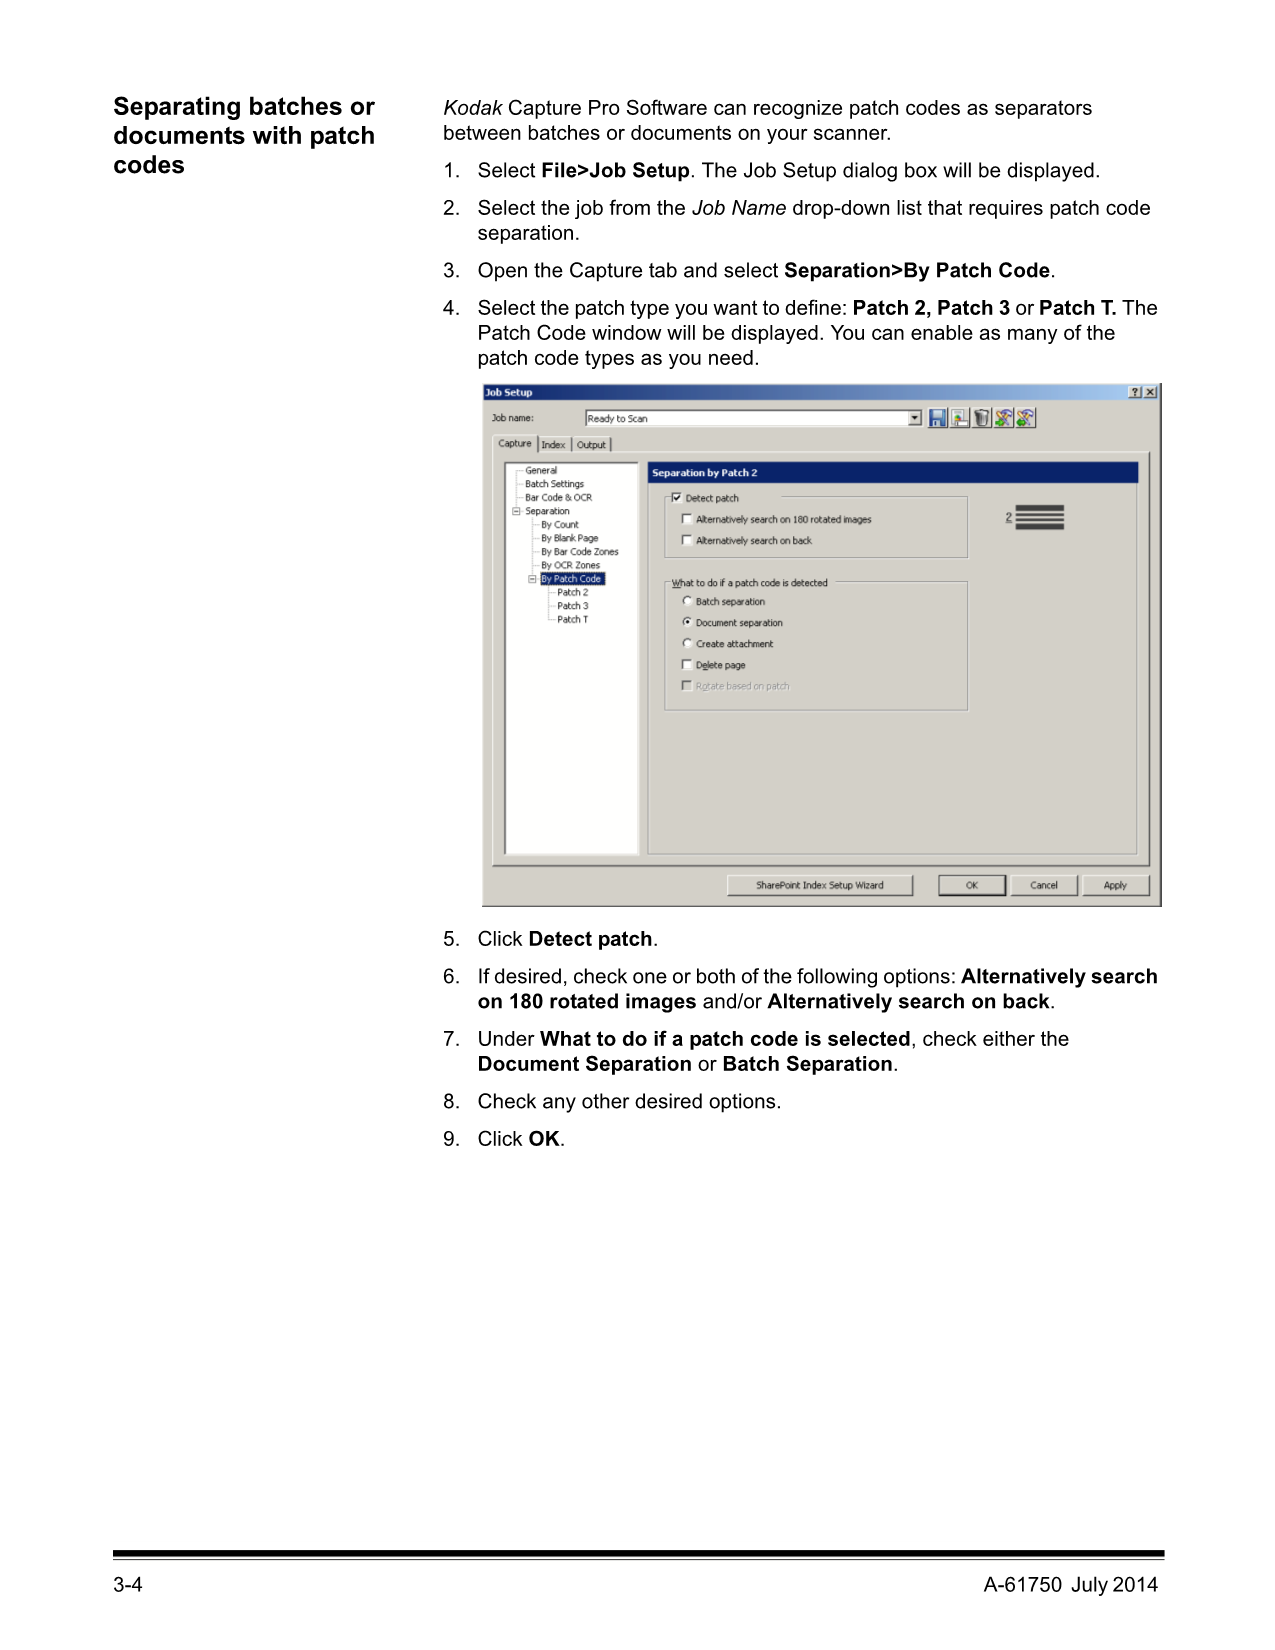 Separating batches or
documents with patch
codes
Kodak Capture Pro Software can recognize patch codes as separators
between batches or documents on your scanner.
1. Select File>Job Setup. The Job Setup dialog box will be displayed.
2. Select the job from the Job Name drop-down list that requires patch code
separation.
3. Open the Capture tab and select Separation>By Patch Code.
4. Select the patch type you want to define: Patch 2, Patch 3 or Patch T. The
Patch Code window will be displayed. You can enable as many of the
patch code types as you need.
Job Setup
Job name: Ready to Scan
Capture Index Output
General
Batch Settings
Bar Code & OCR
Separation
By Count
By Blank Page
By Bar Code Zones
By OCR Zones
By Patch Code
Patch 2
Patch 3
Patch T
Separation by Patch 2
Detect patch
Alternatively search on 180 rotated images
Alternatively search on back
2
What to do if a patch code is detected
Batch separation
Document separation
Create attachment
Delete page
Rotate based on patch
SharePoint Index Setup Wizard OK Cancel Apply
5. Click Detect patch.
6. If desired, check one or both of the following options: Alternatively search
on 180 rotated images and/or Alternatively search on back.
7. Under What to do if a patch code is selected, check either the
Document Separation or Batch Separation.
8. Check any other desired options.
9. Click OK.
3-4 A-61750 July 2014